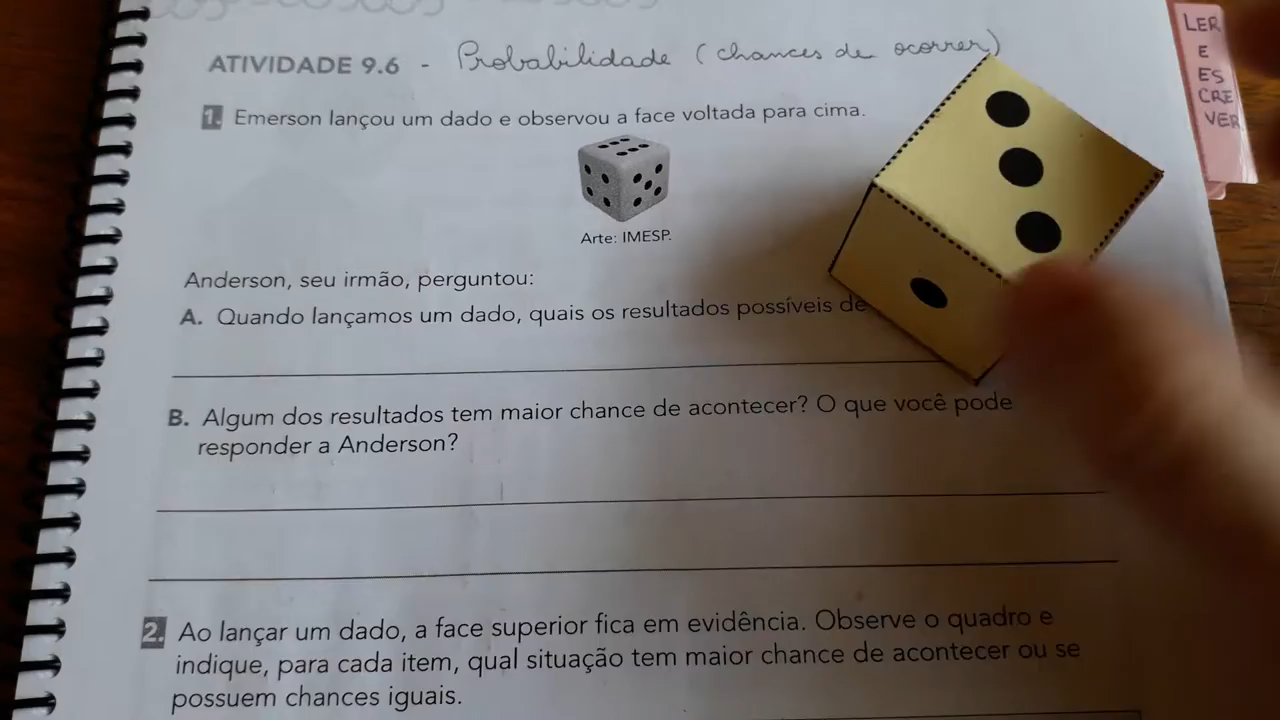 ATIVIDADE 9.6 - Probabilidade (chances de ocorrer)
1. Emerson lançou um dado e observou a face voltada para cima.
Arte: IMESP.
Anderson, seu irmão, perguntou:
A. Quando lançamos um dado, quais os resultados possíveis de
B. Algum dos resultados tem maior chance de acontecer? O que você pode
responder a Anderson?
2. Ao lançar um dado, a face superior fica em evidência. Observe o quadro e
indique, para cada item, qual situação tem maior chance de acontecer ou se
possuem chances iguais.
LER
E
ES
CRE
VER